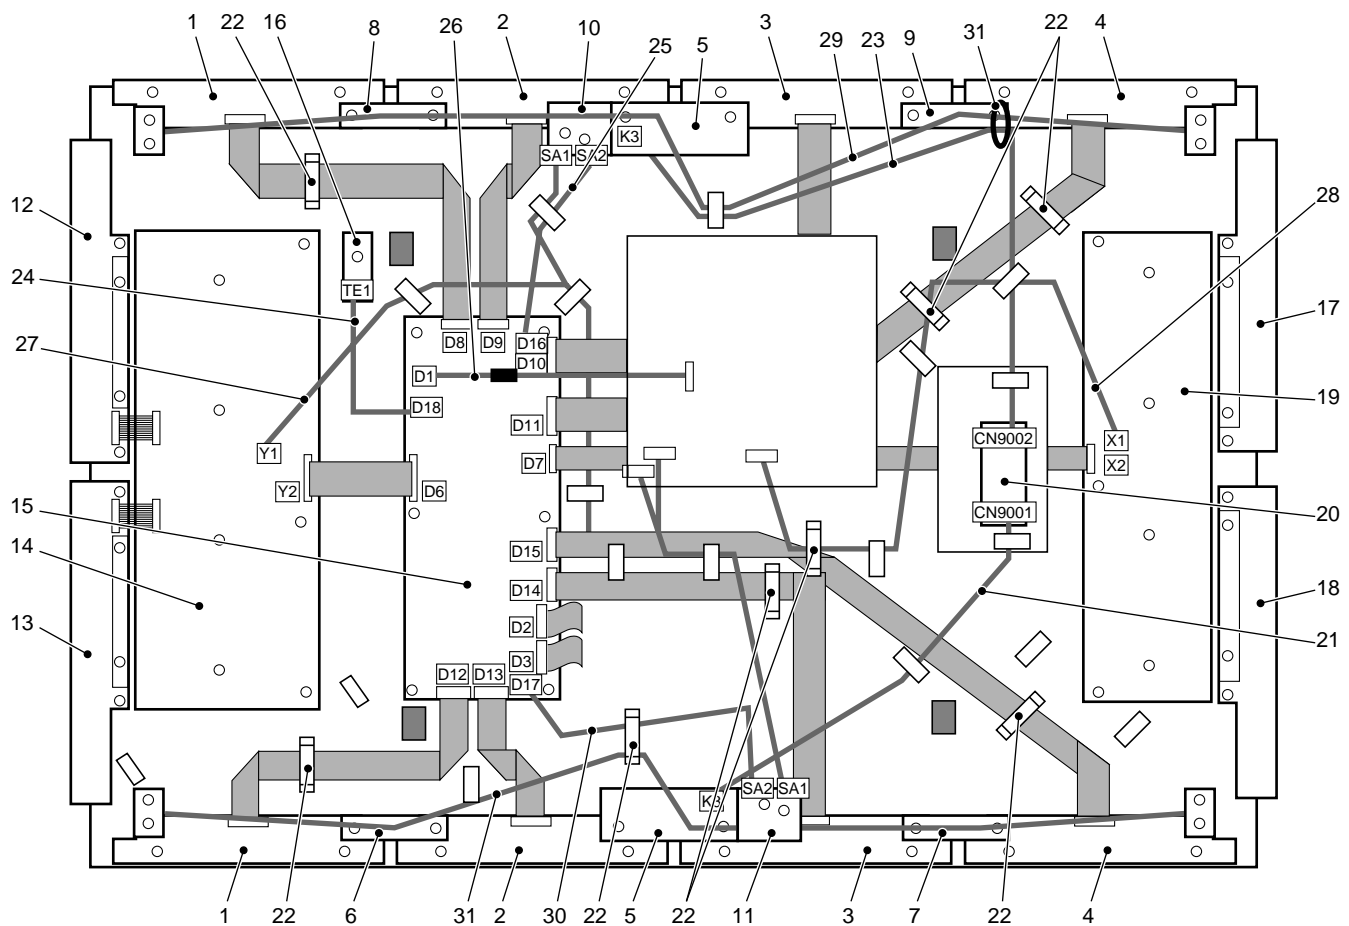 1 22 16 8 26 2 10 25 5 3 29 23 9 31 22 4
K3
SA1 SA2
12
28
24
TE1
17
27
D8 D9 D16
D10
D1
D18
19
D11
Y1
CN9002 X1
D7
X2
Y2 D6
15
CN9001
20
14
D15
D14
18
13
D2
21
D3
D12 D13
D17
SA2 SA1
K3
1 22 6 31 2 30 22 5 22 11 3 7 22 4